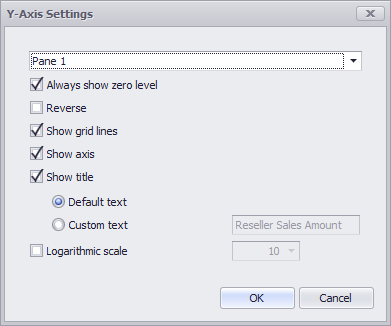 Y-Axis Settings
Pane 1
Always show zero level
Reverse
Show grid lines
Show axis
Show title
Default text
Custom text Reseller Sales Amount
Logarithmic scale 10
OK Cancel